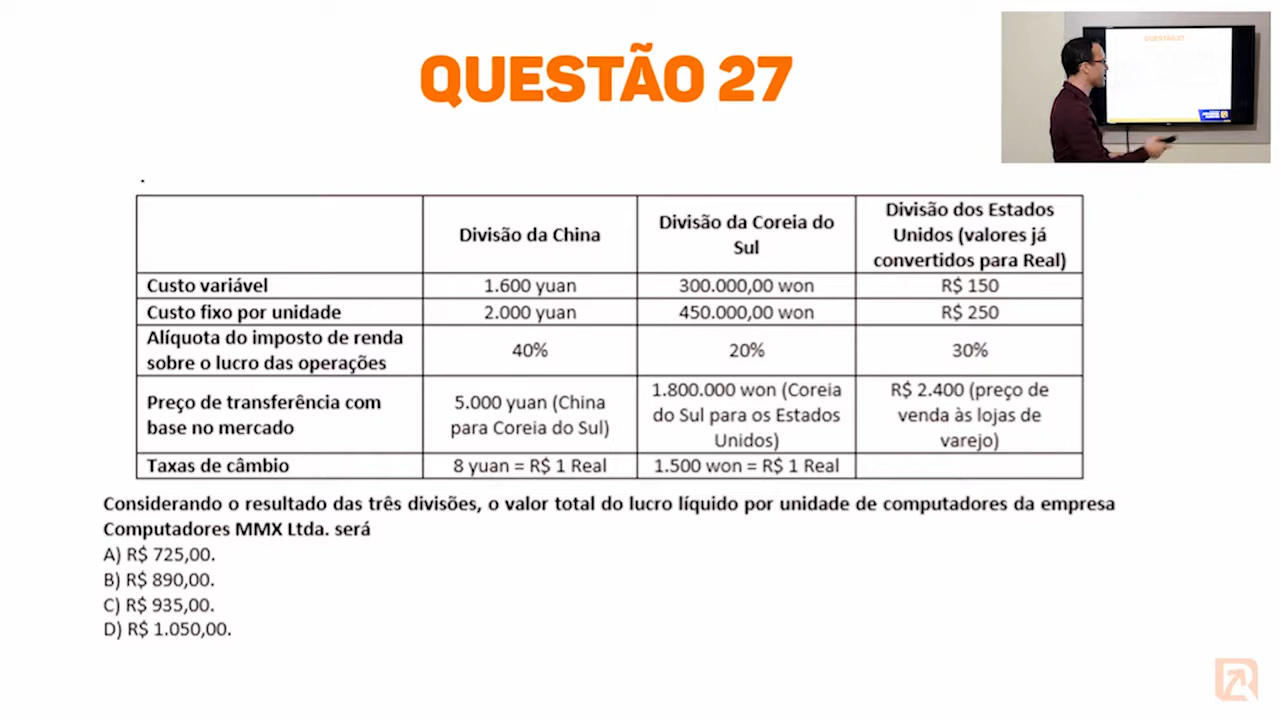 QUESTÃO 27
QUESTÃO 27
.
Divisão da China
Divisão da Coreia do
Sul
Divisão dos Estados
Unidos (valores já
convertidos para Real)
Custo variável
1.600 yuan
300.000,00 won
R$ 150
Custo fixo por unidade
2.000 yuan
450.000,00 won
R$ 250
Alíquota do imposto de renda
sobre o lucro das operações
40%
20%
30%
Preço de transferência com
base no mercado
5.000 yuan (China
para Coreia do Sul)
1.800.000 won (Coreia
do Sul para os Estados
Unidos)
R$ 2.400 (preço de
venda às lojas de
varejo)
Taxas de câmbio
8 yuan = R$ 1 Real
1.500 won = R$ 1 Real
Considerando o resultado das três divisões, o valor total do lucro líquido por unidade de computadores da empresa
Computadores MMX Ltda. será
A) R$ 725,00.
B) R$ 890,00.
C) R$ 935,00.
D) R$ 1.050,00.